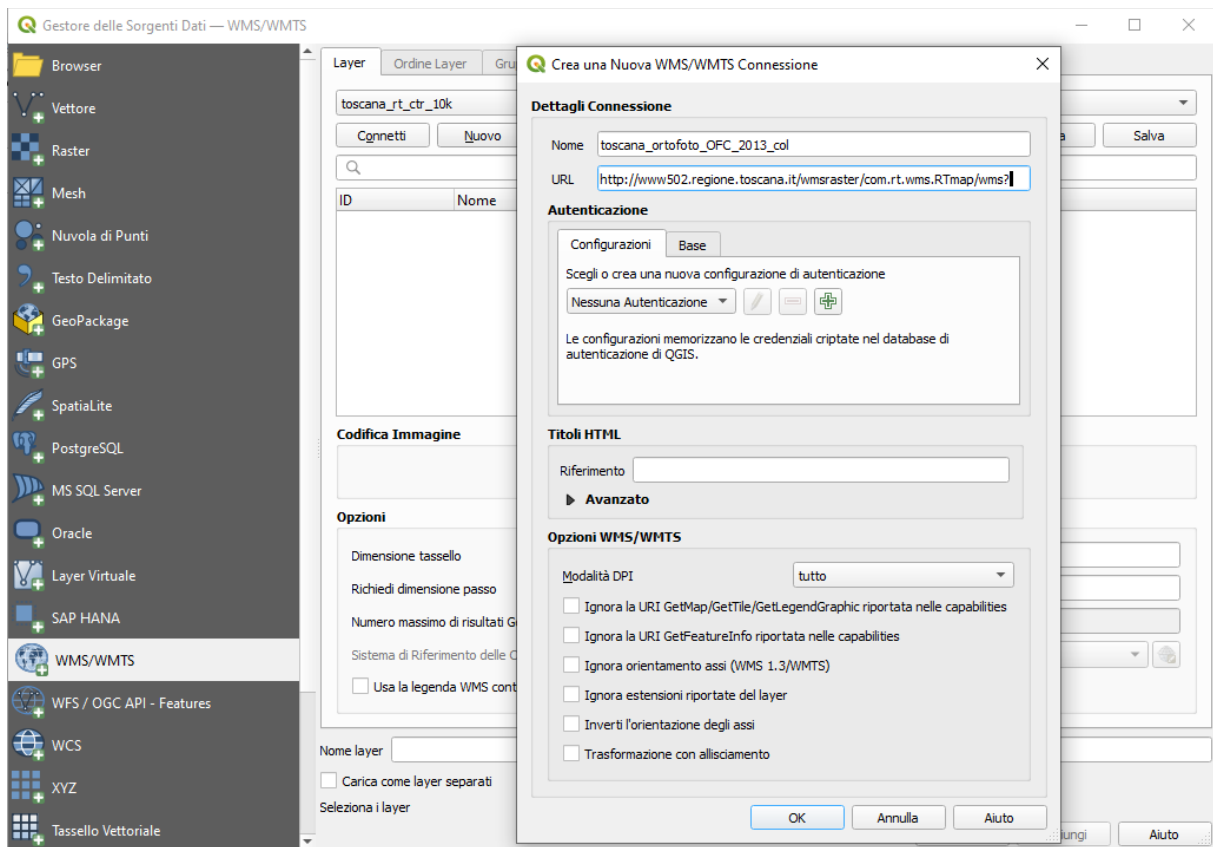 Gestore delle Sorgenti Dati — WMS/WMTS
Browser
Vettore
Raster
Mesh
Nuvola di Punti
Testo Delimitato
GeoPackage
GPS
SpatiaLite
PostgreSQL
MS SQL Server
Oracle
Layer Virtuale
SAP HANA
WMS/WMTS
WFS / OGC API - Features
WCS
XYZ
Tassello Vettoriale
Layer
Ordine Layer
toscana_rt_ctr_10k
Connetti
Nuovo
Salva
ID
Nome
Codifica Immagine
Opzioni
Dimensione tassello
Richiedi dimensione passo
Numero massimo di risultati
Sistema di Riferimento delle
Usa la legenda WMS
Nome layer
Carica come layer separati
Seleziona i layer
Aiuto
Crea una Nuova WMS/WMTS Connessione
Dettagli Connessione
Nome
toscana_ortofoto_OFC_2013_col
URL
http://www502.regione.toscana.it/wmsraster/com.rt.wms.RTmap/wms?
Autenticazione
Configurazioni
Base
Scegli o crea una nuova configurazione di autenticazione
Nessuna Autenticazione
Le configurazioni memorizzano le credenziali criptate nel database di
autenticazione di QGIS.
Titoli HTML
Riferimento
Avanzato
Opzioni WMS/WMTS
Modalità DPI
tutto
Ignora la URI GetMap/GetTile/GetLegendGraphic riportata nelle capabilities
Ignora la URI GetFeatureInfo riportata nelle capabilities
Ignora orientamento assi (WMS 1.3/WMTS)
Ignora estensioni riportate del layer
Inverti l'orientazione degli assi
Trasformazione con allisciamento
OK
Annulla
Aiuto